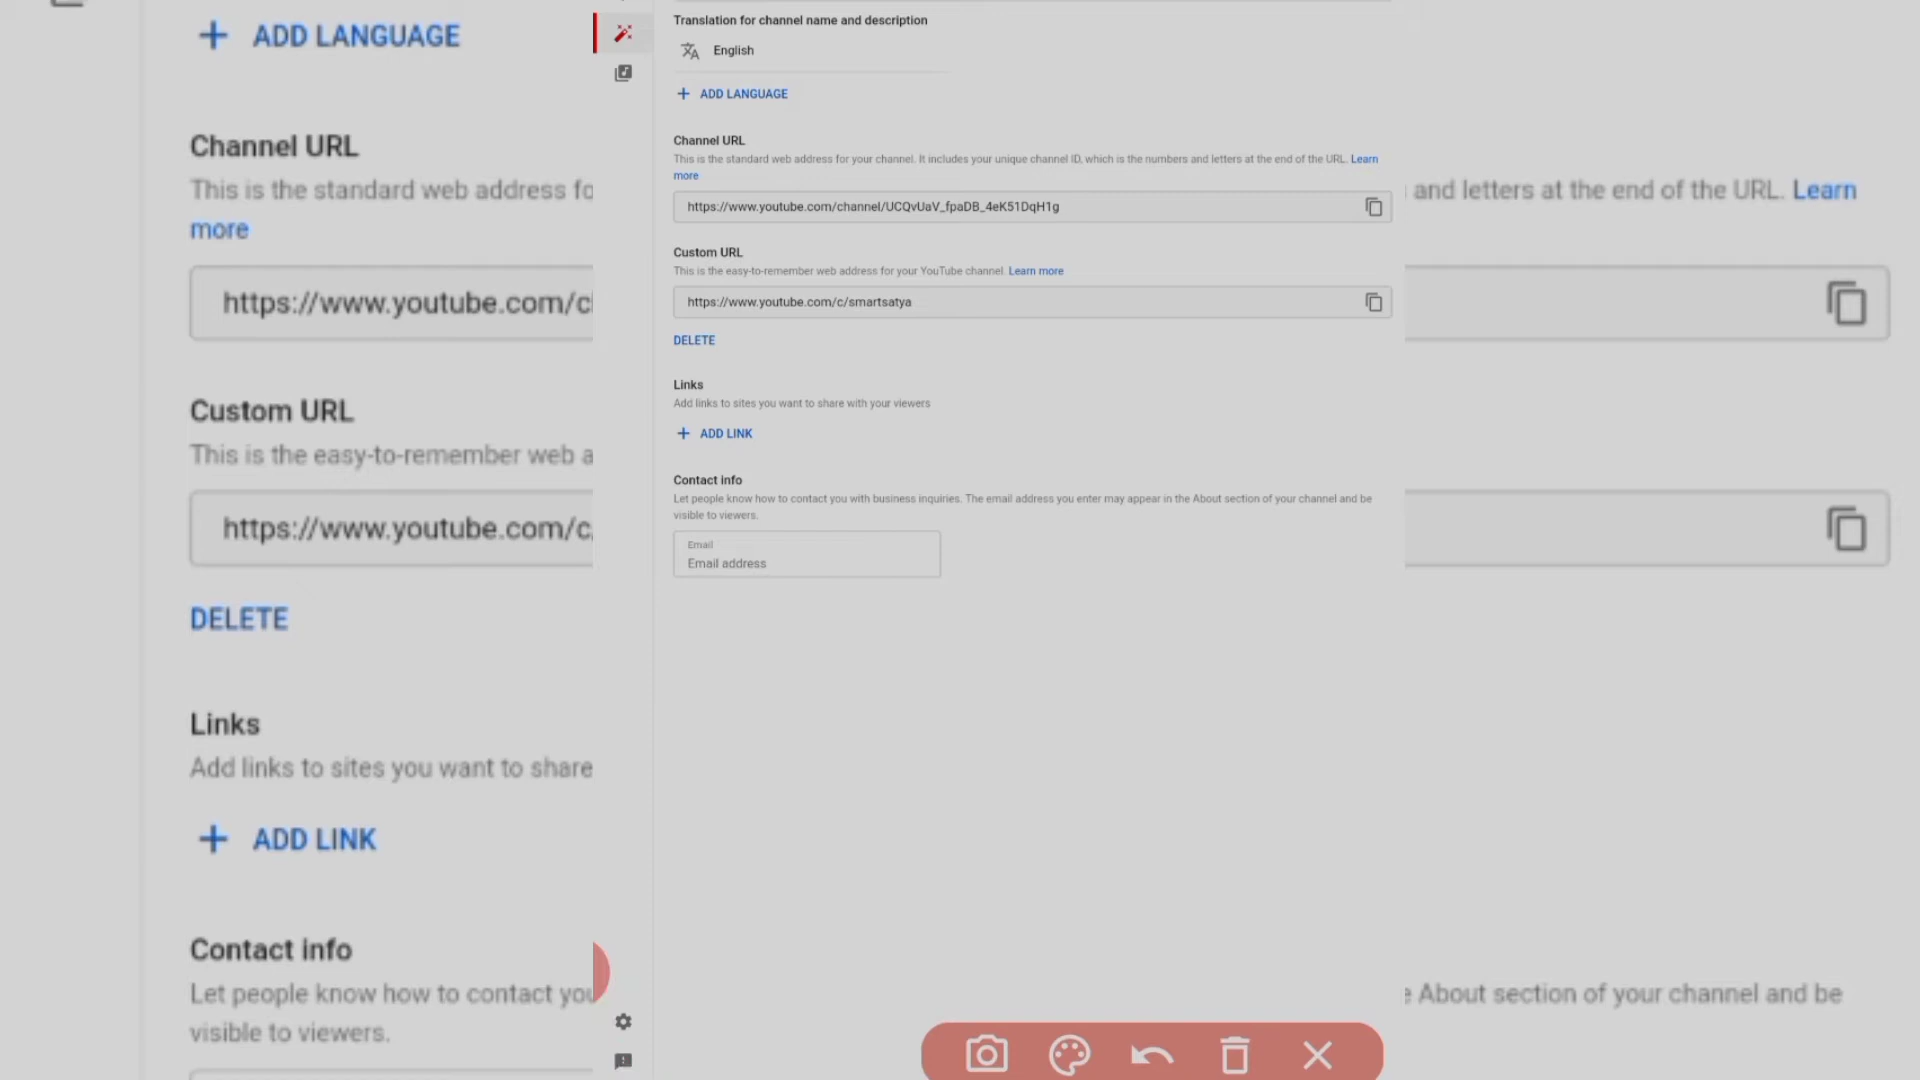 Translation for channel name and description
English
+ ADD LANGUAGE
Channel URL
This is the standard web address for your channel. It includes your unique channel ID, which is the numbers and letters at the end of the URL. Learn
more
https://www.youtube.com/channel/UCQvUaV_fpaDB_4eK51DqH1g
Custom URL
This is the easy-to-remember web address for your YouTube channel. Learn more
https://www.youtube.com/c/smartsatya
DELETE
Links
Add links to sites you want to share with your viewers
+ ADD LINK
Contact info
Let people know how to contact you with business inquiries. The email address you enter may appear in the About section of your channel and be
visible to viewers.
Email
Email address
+ ADD LANGUAGE
Channel URL
This is the standard web address
and letters at the end of the URL. Learn
more
https://www.youtube.com/c
Custom URL
This is the easy-to-remember web a
https://www.youtube.com/c
DELETE
Links
Add links to sites you want to share
+ ADD LINK
Contact info
Let people know how to contact you
About section of your channel and be
visible to viewers.